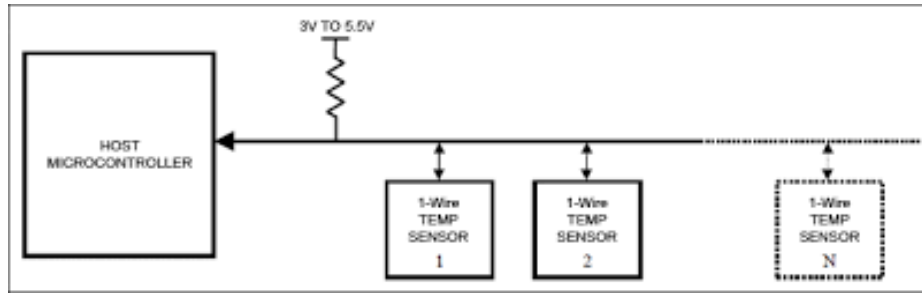 3V TO 5.5V
HOST
MICROCONTROLLER
1-Wire
TEMP
SENSOR
1
1-Wire
TEMP
SENSOR
2
1-Wire
TEMP
SENSOR
N